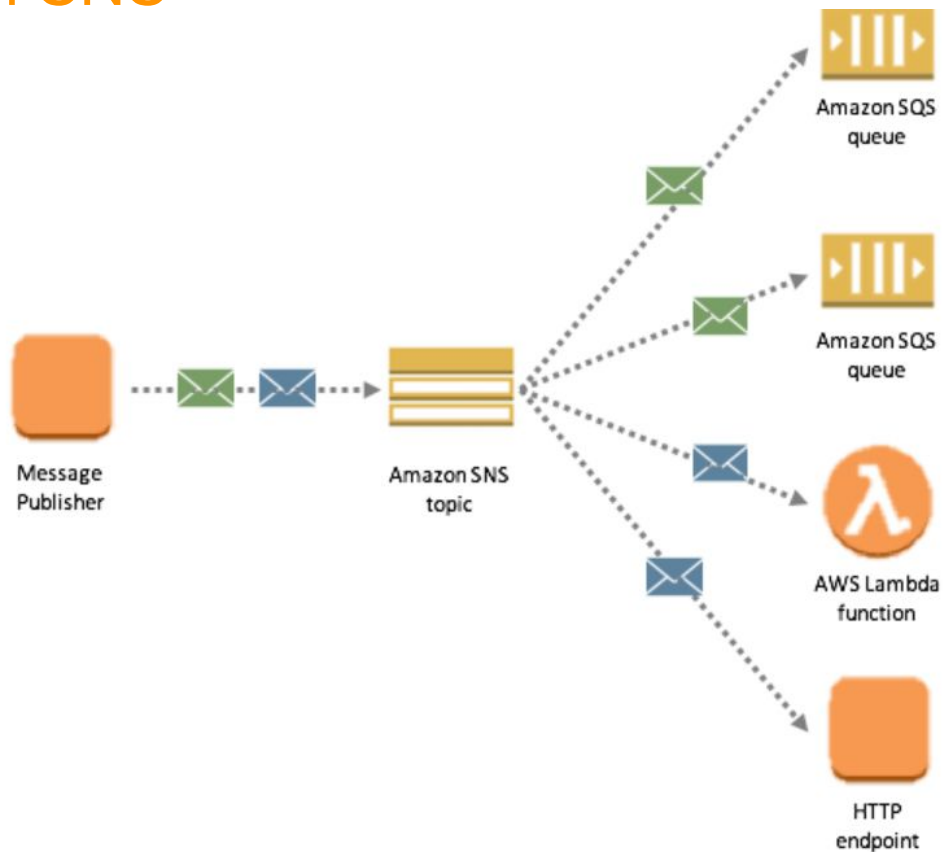 Amazon SQS
queue
Amazon SQS
queue
Message
Publisher
Amazon SNS
topic
AWS Lambda
function
HTTP
endpoint